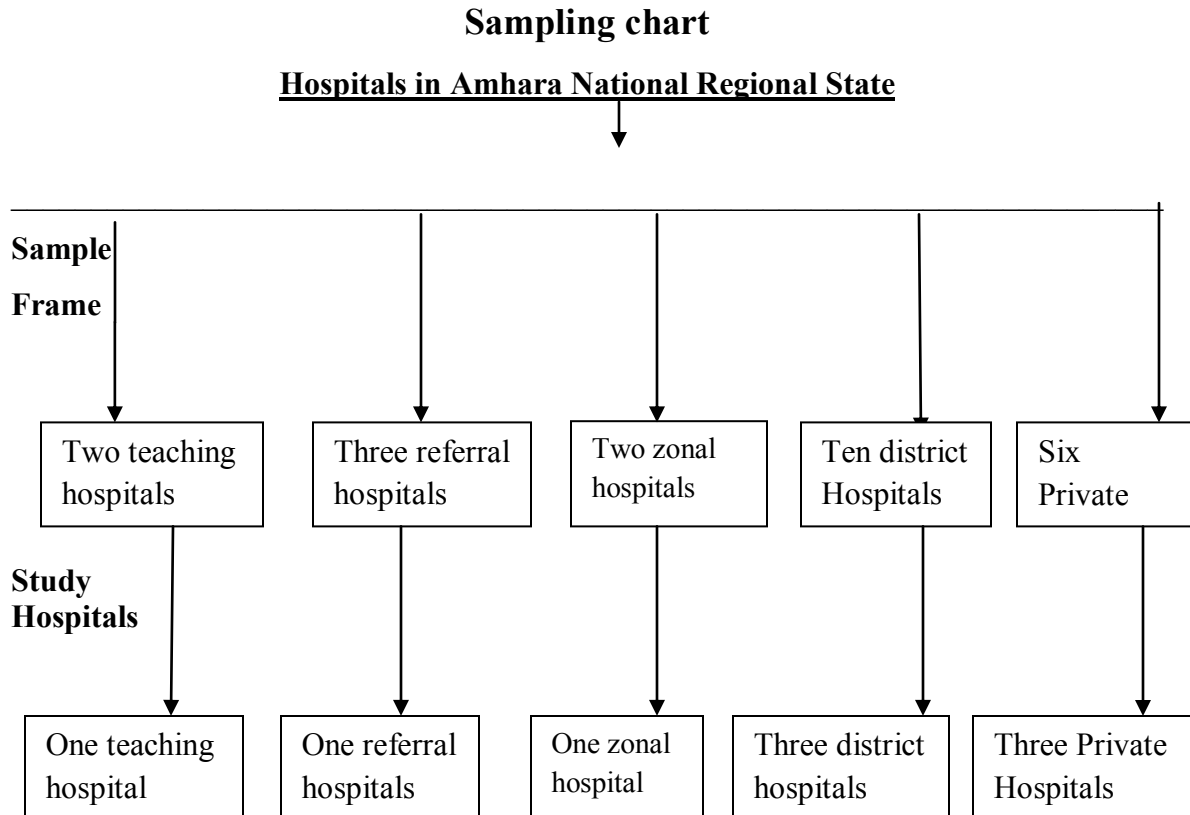 Sampling chart
Hospitals in Amhara National Regional State
Sample
Frame
Two teaching
hospitals
Three referral
hospitals
Two zonal
hospitals
Ten district
Hospitals
Six
Private
Study
Hospitals
One teaching
hospital
One referral
hospitals
One zonal
hospital
Three district
hospitals
Three Private
Hospitals